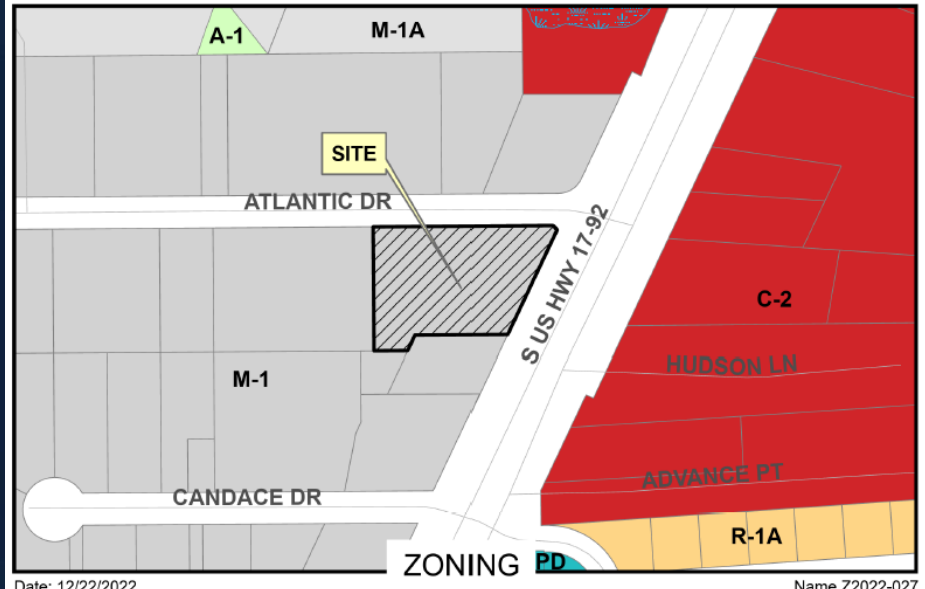 A-1
M-1A
SITE
ATLANTIC DR
S US HWY 17-92
C-2
HUDSON LN
M-1
ADVANCE PT
CANDACE DR
R-1A
ZONING
PD
Date: 12/22/2022
Name Z2022-027